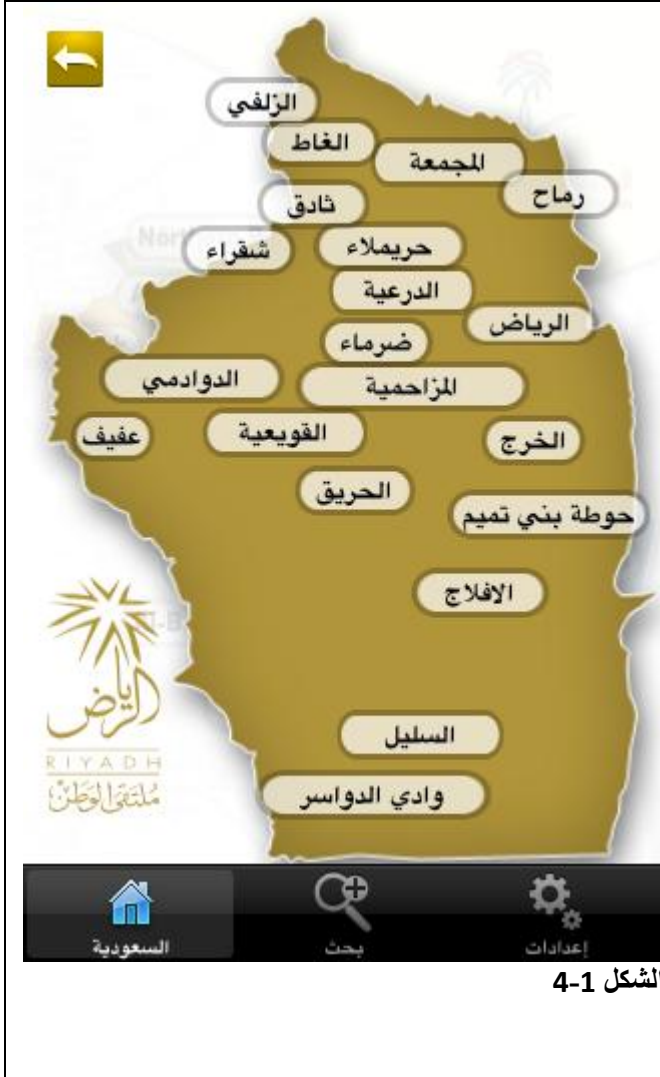 الزلفي
الغاط
المجمعة
رماح
ثادق
حريملاء
شقراء
الدرعية
الرياض
ضرماء
الدوادمي
المزاحمية
عفيف
القويعية
الخرج
الحريق
حوطة بني تميم
الافلاج
الرياض
RIYADH
ملتقى الوطن
السليل
وادي الدواسر
إعدادات
بحث
السعودية
الشكل 4-1